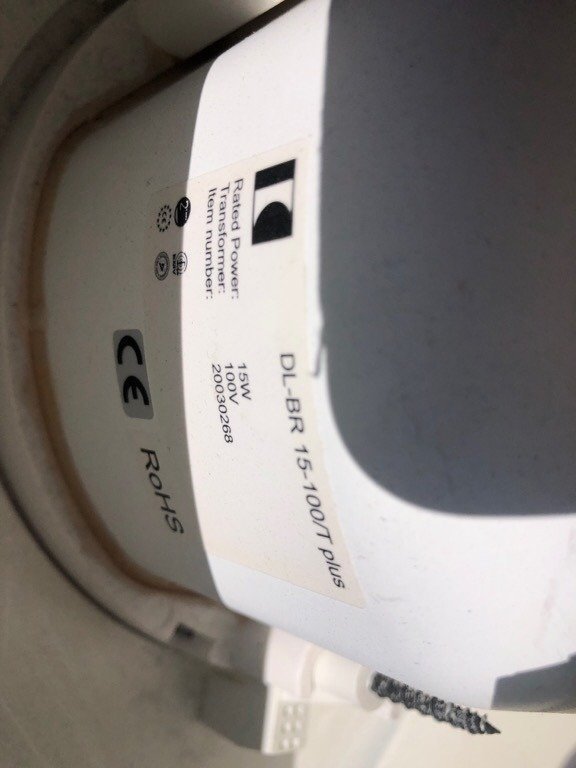 DL-BR 15-100/T plus
Rated Power: 15W
Transformer: 100V
Item number: 20030268
CE RoHS